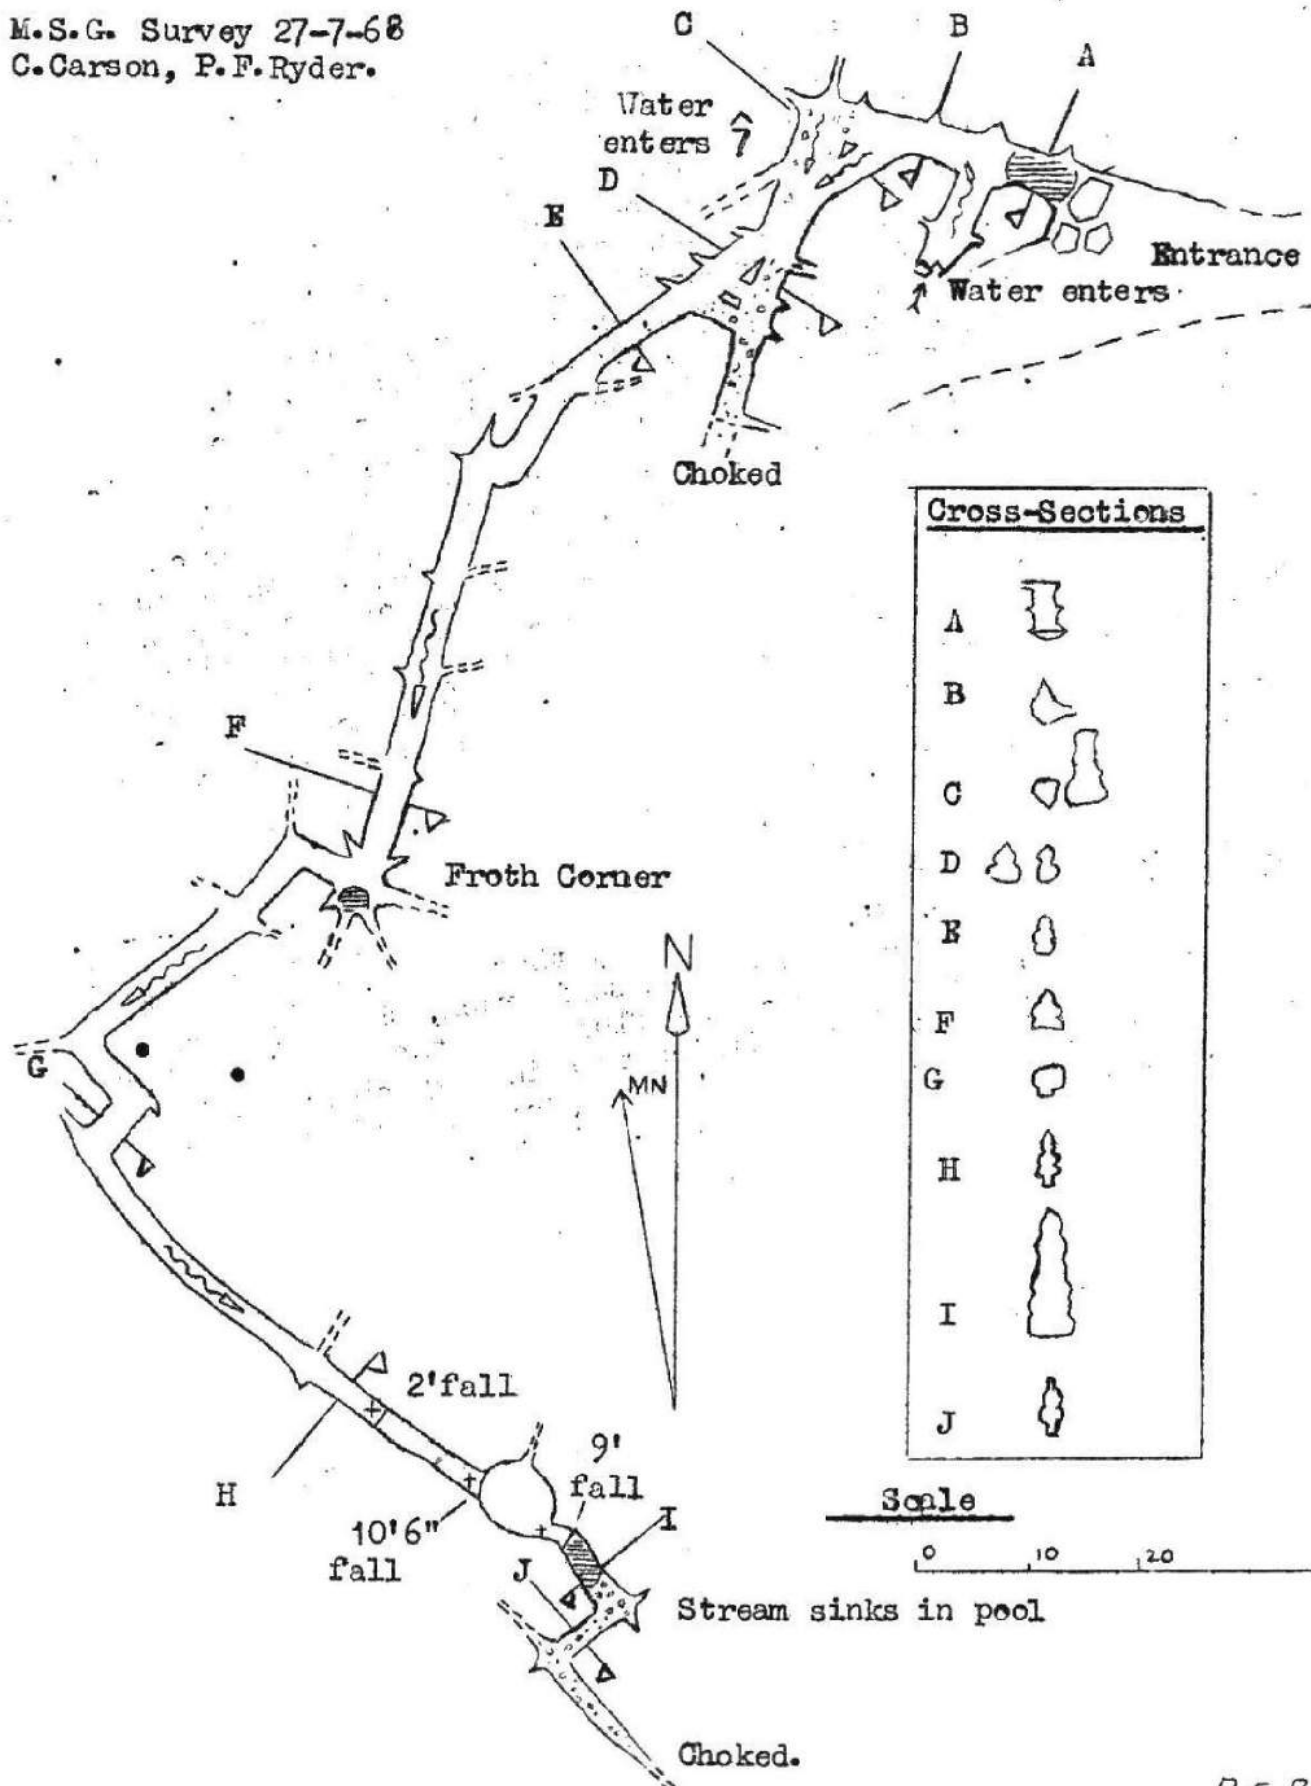 M.S.G. Survey 27-7-68
C.Carson, P.F.Ryder.
C
B
A
Water
enters ?
D
E
Entrance
Water enters.
Choked
Cross-Sections
A
B
C
D
E
F
G
H
I
J
F
Froth Corner
N
MN
G
2'fall
9'
fall
H
10'6"
fall
I
J
Scale
0 10 20
Stream sinks in pool
Choked.